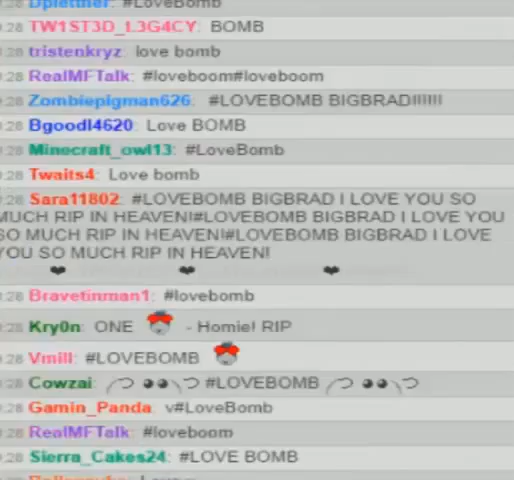 #LoveBomb
:28 TW1ST3D_L3G4CY: BOMB
:28 tristenkryz: love bomb
:28 RealMFTalk: #loveboom#loveboom
:28 Zombiepigman626: #LOVEBOMB BIGBRAD!!!!!!
:28 Bgoodl4620: Love BOMB
:28 Minecraft_owl13: #LoveBomb
:28 Twaits4: Love bomb
:28 Sara11802: #LOVEBOMB BIGBRAD I LOVE YOU SO
MUCH RIP IN HEAVEN!#LOVEBOMB BIGBRAD I LOVE YOU
SO MUCH RIP IN HEAVEN!#LOVEBOMB BIGBRAD I LOVE
YOU SO MUCH RIP IN HEAVEN!
❤ ❤ ❤
:28 Bravetinman1: #lovebomb
:28 Kry0n: ONE - Homie! RIP
:28 Vmill: #LOVEBOMB
:28 Cowzai: ༼つ ◕◕༽つ #LOVEBOMB ༼つ ◕◕༽つ
:28 Gamin_Panda: v#LoveBomb
:28 RealMFTalk: #loveboom
:28 Sierra_Cakes24: #LOVE BOMB